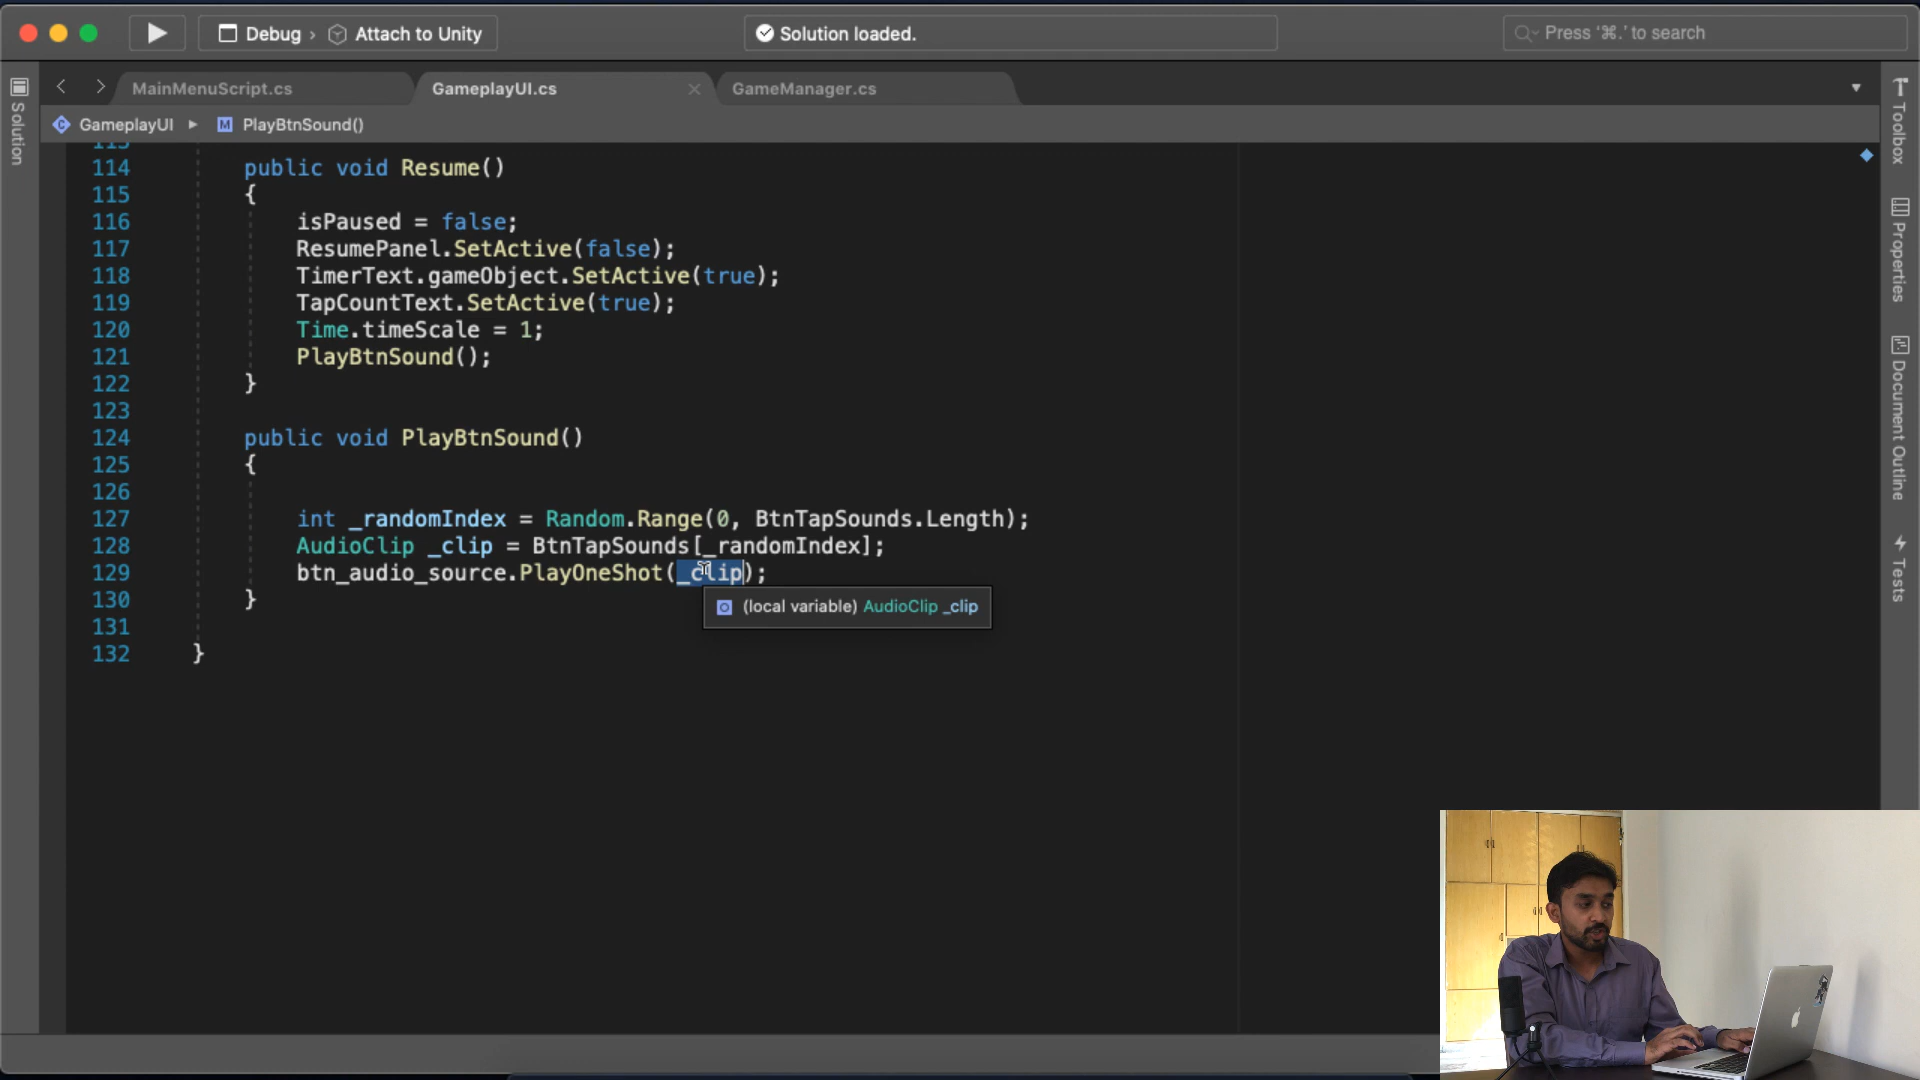 Debug › Attach to Unity
Solution loaded.
Press '⌘.' to search
Solution
MainMenuScript.cs
GameplayUI.cs
GameManager.cs
GameplayUI ▸ PlayBtnSound()
113
114 public void Resume()
115 {
116 isPaused = false;
117 ResumePanel.SetActive(false);
118 TimerText.gameObject.SetActive(true);
119 TapCountText.SetActive(true);
120 Time.timeScale = 1;
121 PlayBtnSound();
122 }
123
124 public void PlayBtnSound()
125 {
126
127 int _randomIndex = Random.Range(0, BtnTapSounds.Length);
128 AudioClip _clip = BtnTapSounds[_randomIndex];
129 btn_audio_source.PlayOneShot(_clip);
(local variable) AudioClip _clip
130 }
131
132 }
Toolbox
Properties
Document Outline
Tests